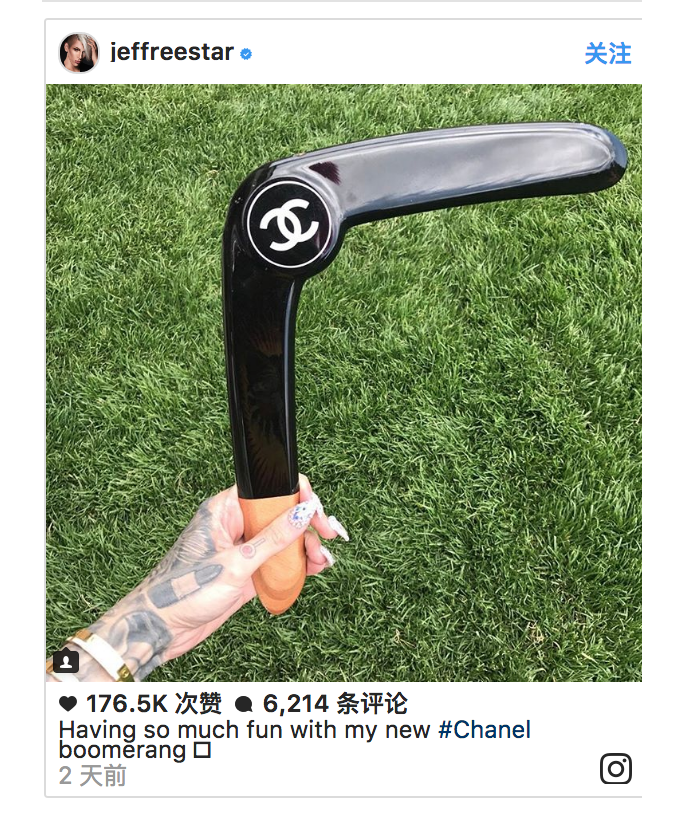 jeffreestar
关注
176.5K 次赞 6,214 条评论
Having so much fun with my new #Chanel
boomerang
2 天前